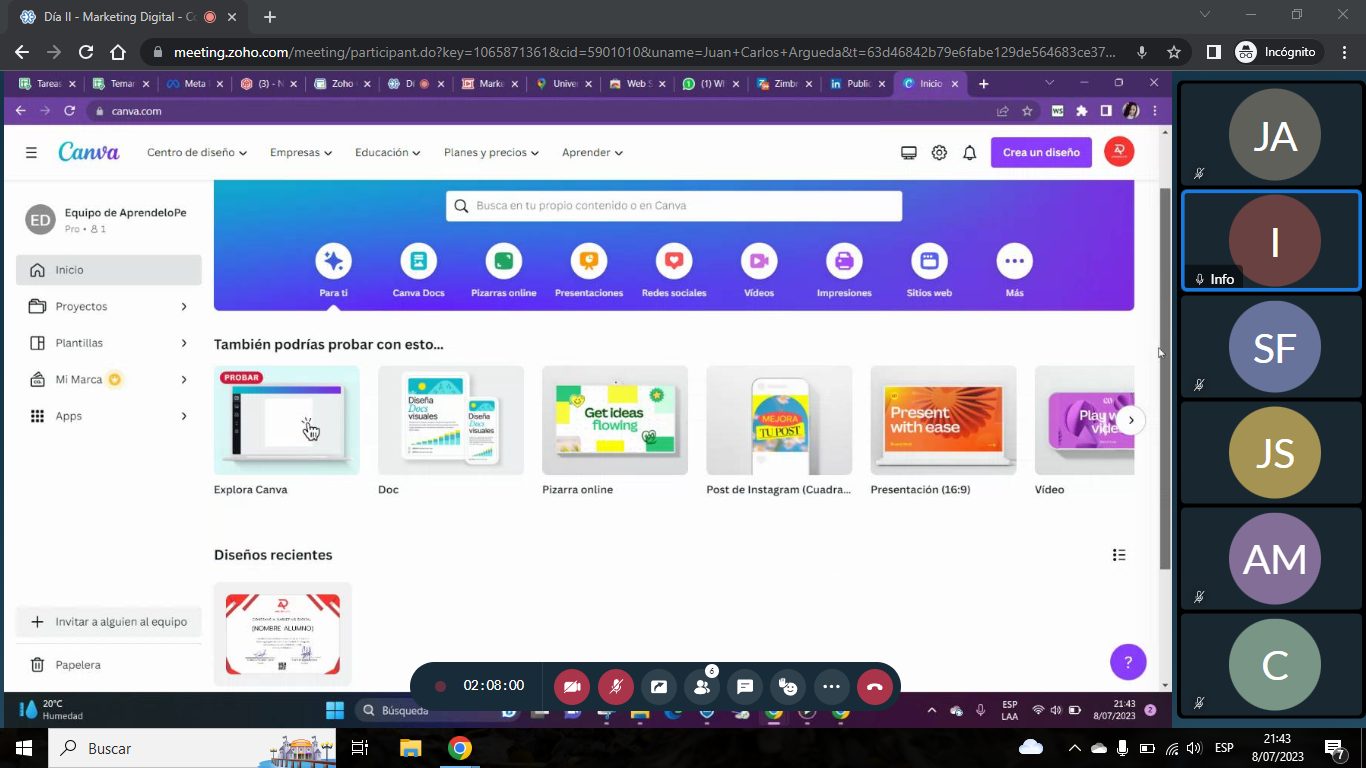 Día II - Marketing Digital - Co
meeting.zoho.com/meeting/participant.do?key=1065871361&cid=5901010&uname=Juan+Carlos+Argueda&t=63d46842b79e6fabe129de564683ce37...
Incógnito
Tareas
Temar
Meta
(3) - N
Zoho
Di
Marke
Univer
Web S
(1) W
Zimbr
Public
Inicio
canva.com
Canva
Centro de diseño
Empresas
Educación
Planes y precios
Aprender
Crea un diseño
ED
Equipo de AprendeloPe
Pro • 1
Inicio
Proyectos
Plantillas
Mi Marca
Apps
Invitar a alguien al equipo
Papelera
Busca en tu propio contenido o en Canva
Para ti
Canva Docs
Pizarras online
Presentaciones
Redes sociales
Vídeos
Impresiones
Sitios web
Más
También podrías probar con esto...
PROBAR
Diseña
Docs
visuales
Diseña
Docs
visuales
Get ideas
flowing
MEJORA
TU POST
Present
with ease
Play w
vide
Explora Canva
Doc
Pizarra online
Post de Instagram (Cuadra...
Presentación (16:9)
Vídeo
Diseños recientes
[NOMBRE ALUMNO]
?
02:08:00
6
20°C
Humedad
Búsqueda
ESP
LAA
21:43
8/07/2023
2
JA
I
Info
SF
JS
AM
C
Buscar
ESP
21:43
8/07/2023
7